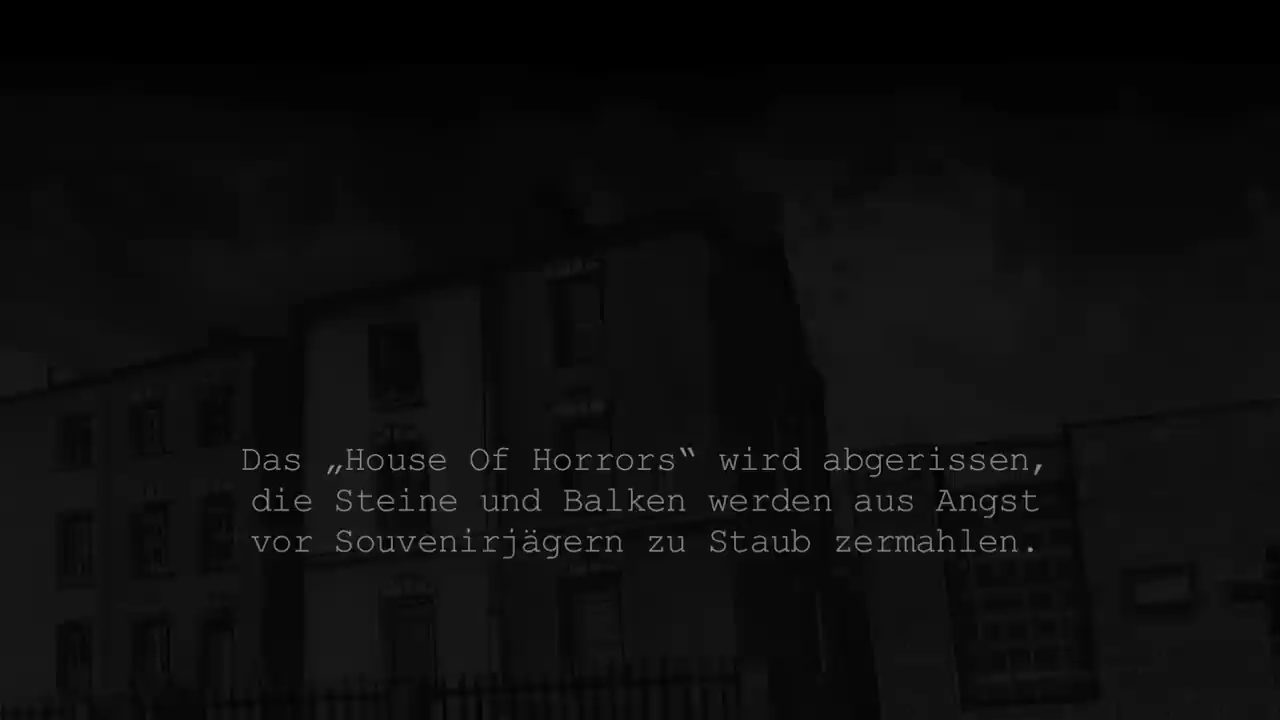 Das „House Of Horrors“ wird abgerissen,
die Steine und Balken werden aus Angst
vor Souvenirjägern zu Staub zermahlen.